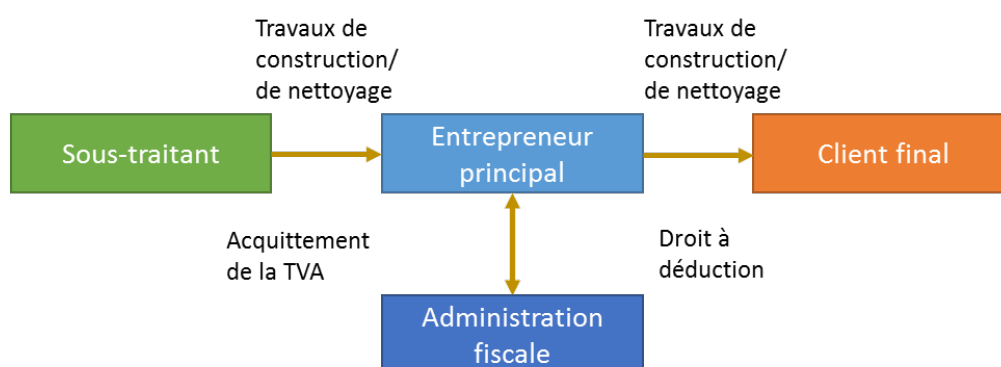 Travaux de
construction/
de nettoyage
Travaux de
construction/
de nettoyage
Sous-traitant
Entrepreneur
principal
Client final
Acquittement
de la TVA
Droit à
déduction
Administration
fiscale